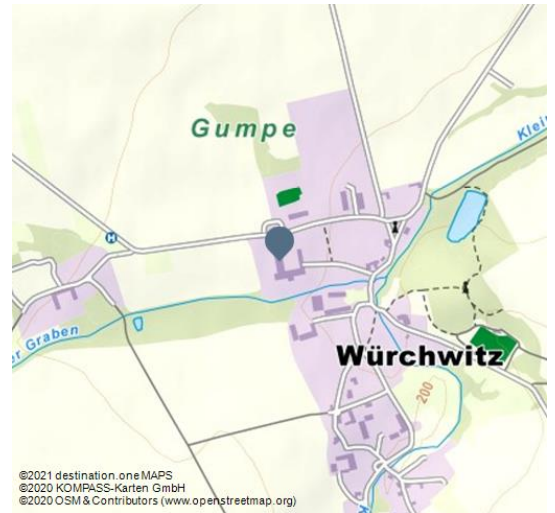 Gumpe
Klei
H
Würchwitz
er Graben
200
K
©2021 destination.one MAPS
©2020 KOMPASS-Karten GmbH
©2020 OSM & Contributors (www.openstreetmap.org)